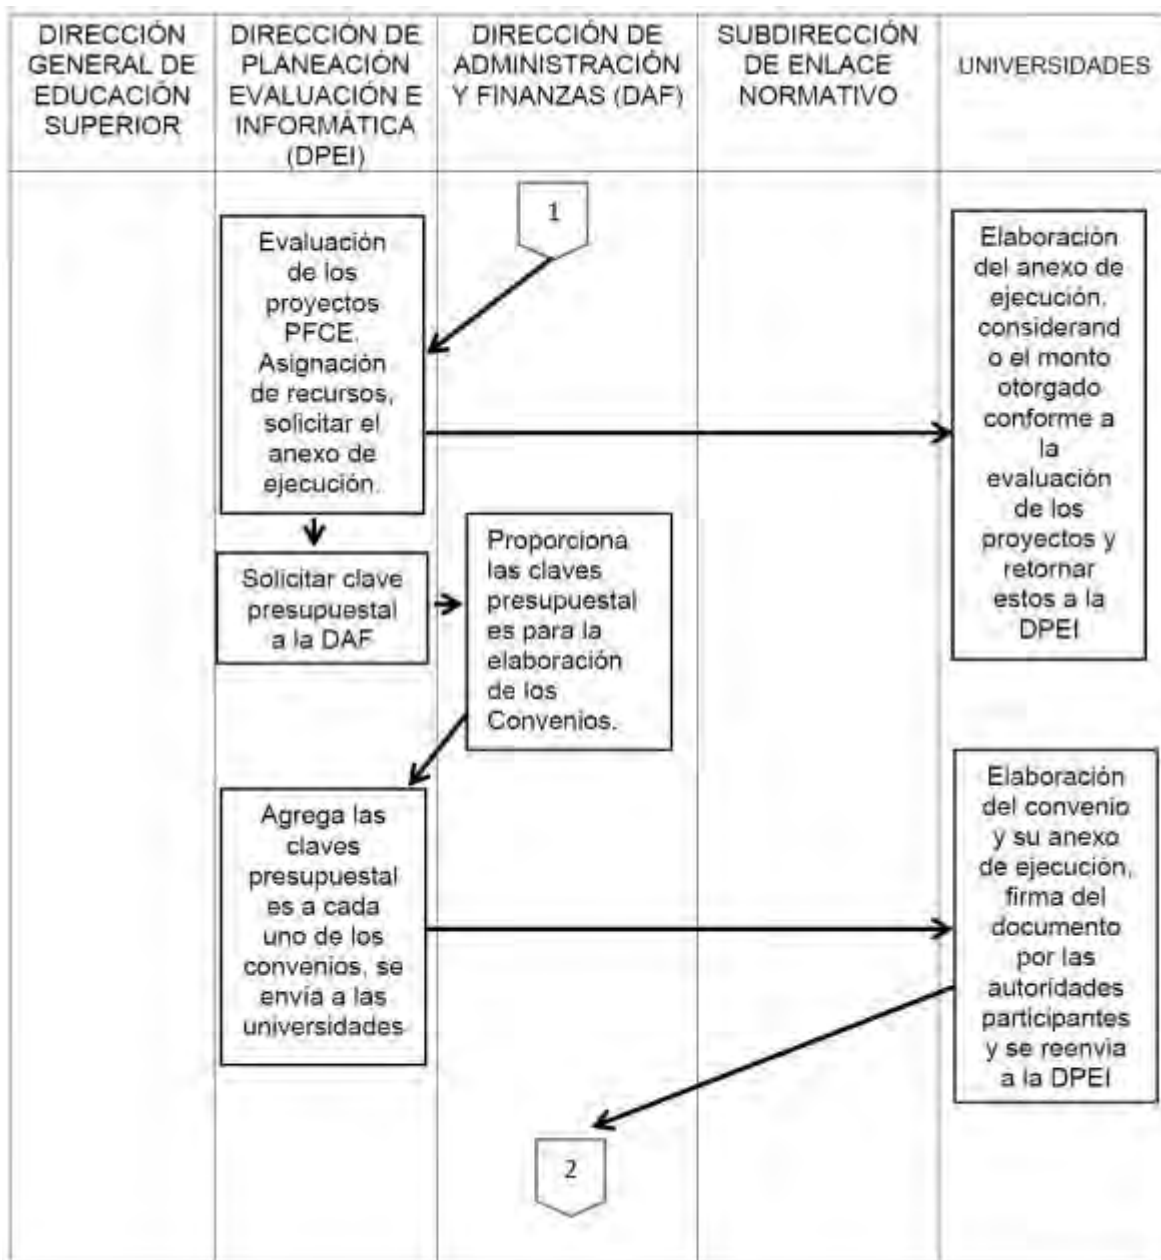 DIRECCIÓN
GENERAL DE
EDUCACIÓN
SUPERIOR
DIRECCIÓN DE
PLANEACIÓN
EVALUACIÓN E
INFORMÁTICA
(DPEI)
DIRECCIÓN DE
ADMINISTRACIÓN
Y FINANZAS (DAF)
SUBDIRECCIÓN
DE ENLACE
NORMATIVO
UNIVERSIDADES
1
Evaluación
de los
proyectos
PFCE.
Asignación
de recursos,
solicitar el
anexo de
ejecución.
Elaboración
del anexo de
ejecución,
considerand
o el monto
otorgado
conforme a
la
evaluación
de los
proyectos y
retornar
estos a la
DPEI
Solicitar clave
presupuestal
a la DAF
Proporciona
las claves
presupuestal
es para la
elaboración
de los
Convenios.
Agrega las
claves
presupuestal
es a cada
uno de los
convenios, se
envía a las
universidades
Elaboración
del convenio
y su anexo
de ejecución,
firma del
documento
por las
autoridades
participantes
y se reenvia
a la DPEI
2